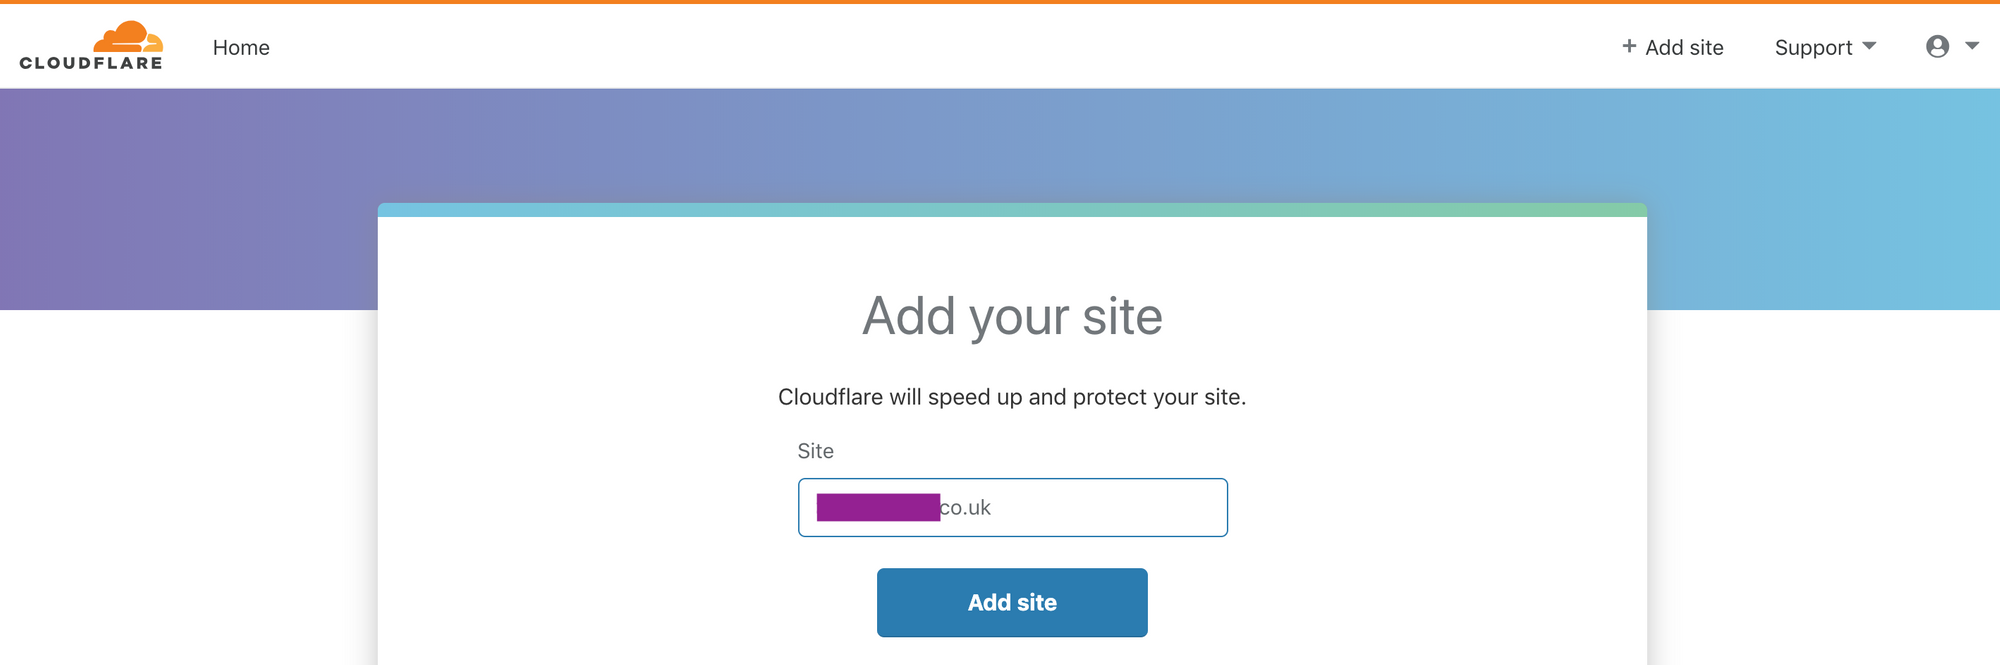 CLOUDFLARE
Home
+ Add site
Support
Add your site
Cloudflare will speed up and protect your site.
Site
co.uk
Add site